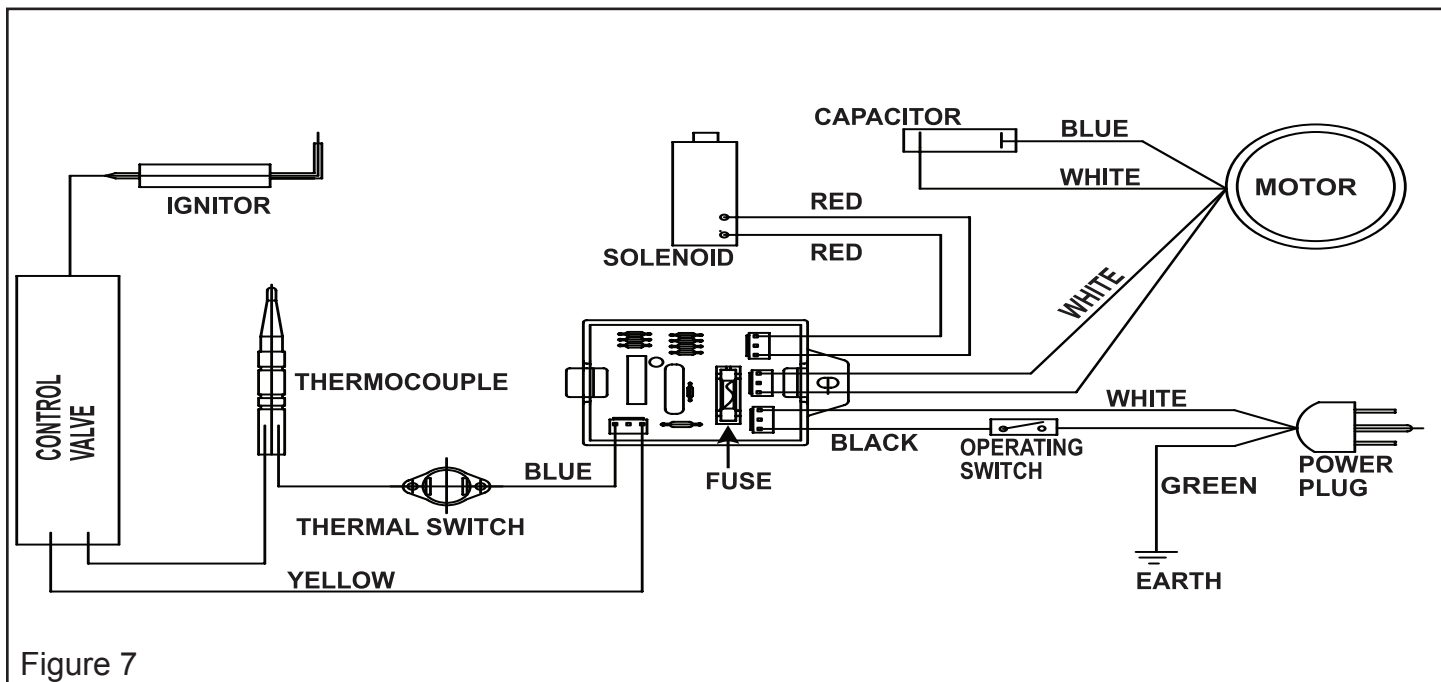 CAPACITOR
BLUE
WHITE
MOTOR
IGNITOR
RED
SOLENOID
RED
WHITE
CONTROL
VALVE
THERMOCOUPLE
WHITE
BLACK
OPERATING
SWITCH
POWER
PLUG
BLUE
FUSE
GREEN
THERMAL SWITCH
YELLOW
EARTH
Figure 7